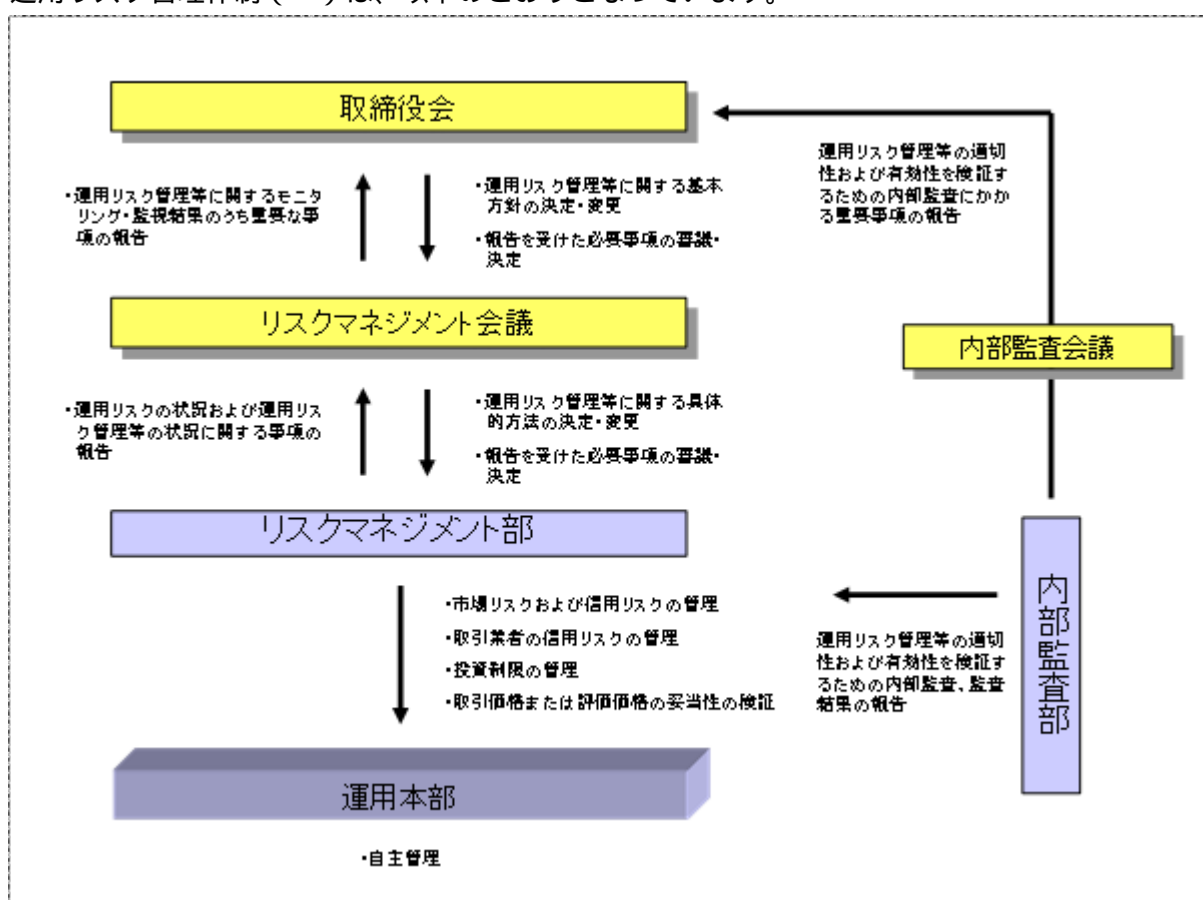 運用リスク管理体制(
)は、以下のとおりとなっています。
取締役会
・運用リスク管理等に関するモニタ
リング・監視結果のうち重要な事
項の報告
・運用リスク管理等に関する基本
方針の決定・変更
・報告を受けた必要事項の審議・
決定
運用リスク管理等の適切
性および有効性を検証す
るための内部監査にかか
る重要事項の報告
リスクマネジメント会議
内部監査会議
・運用リスクの状況および運用リス
ク管理等の状況に関する事項の
報告
・運用リスク管理等に関する具体
的方法の決定・変更
・報告を受けた必要事項の審議・
決定
リスクマネジメント部
・市場リスクおよび信用リスクの管理
・取引業者の信用リスクの管理
・投資制限の管理
・取引価格または評価価格の妥当性の検証
運用リスク管理等の適切
性および有効性を検証す
るための内部監査、監査
結果の報告
内部監査部
運用本部
・自主管理